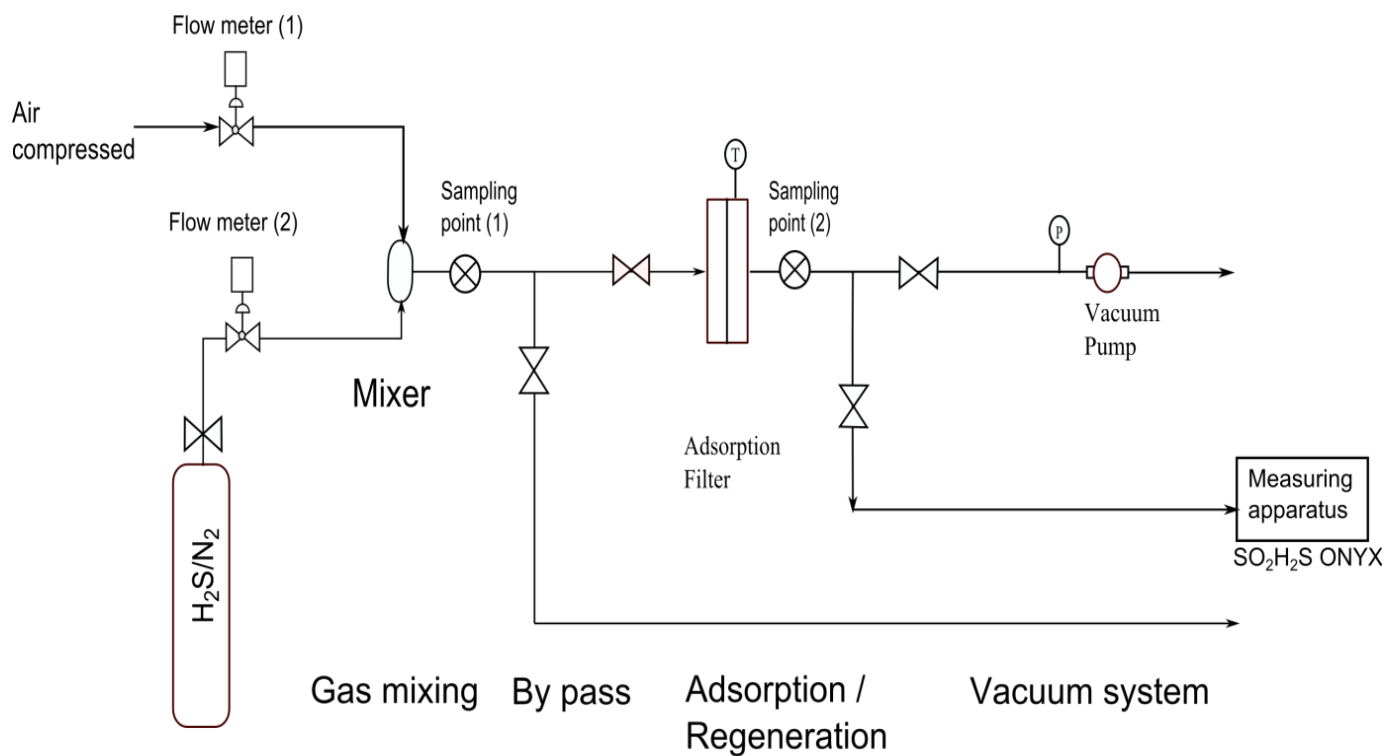 Flow meter (1)
Air
compressed
Flow meter (2)
Sampling
point (1)
Mixer
H₂S/N₂
T
Sampling
point (2)
Adsorption
Filter
P
Vacuum
Pump
Measuring
apparatus
SO₂H₂S ONYX
Gas mixing
By pass
Adsorption /
Regeneration
Vacuum system